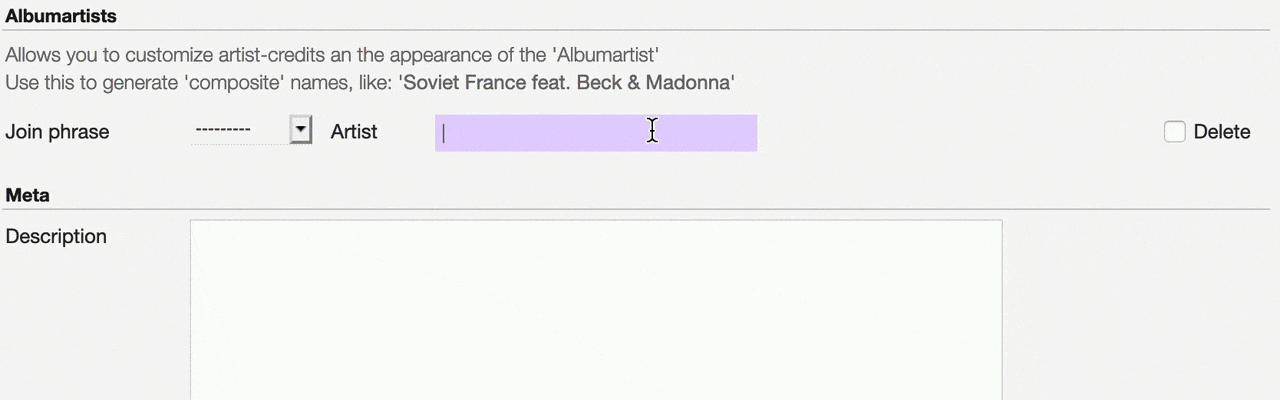 Albumartists
Allows you to customize artist-credits an the appearance of the 'Albumartist'
Use this to generate 'composite' names, like: 'Soviet France feat. Beck & Madonna'
Join phrase --------- Artist Delete
Meta
Description